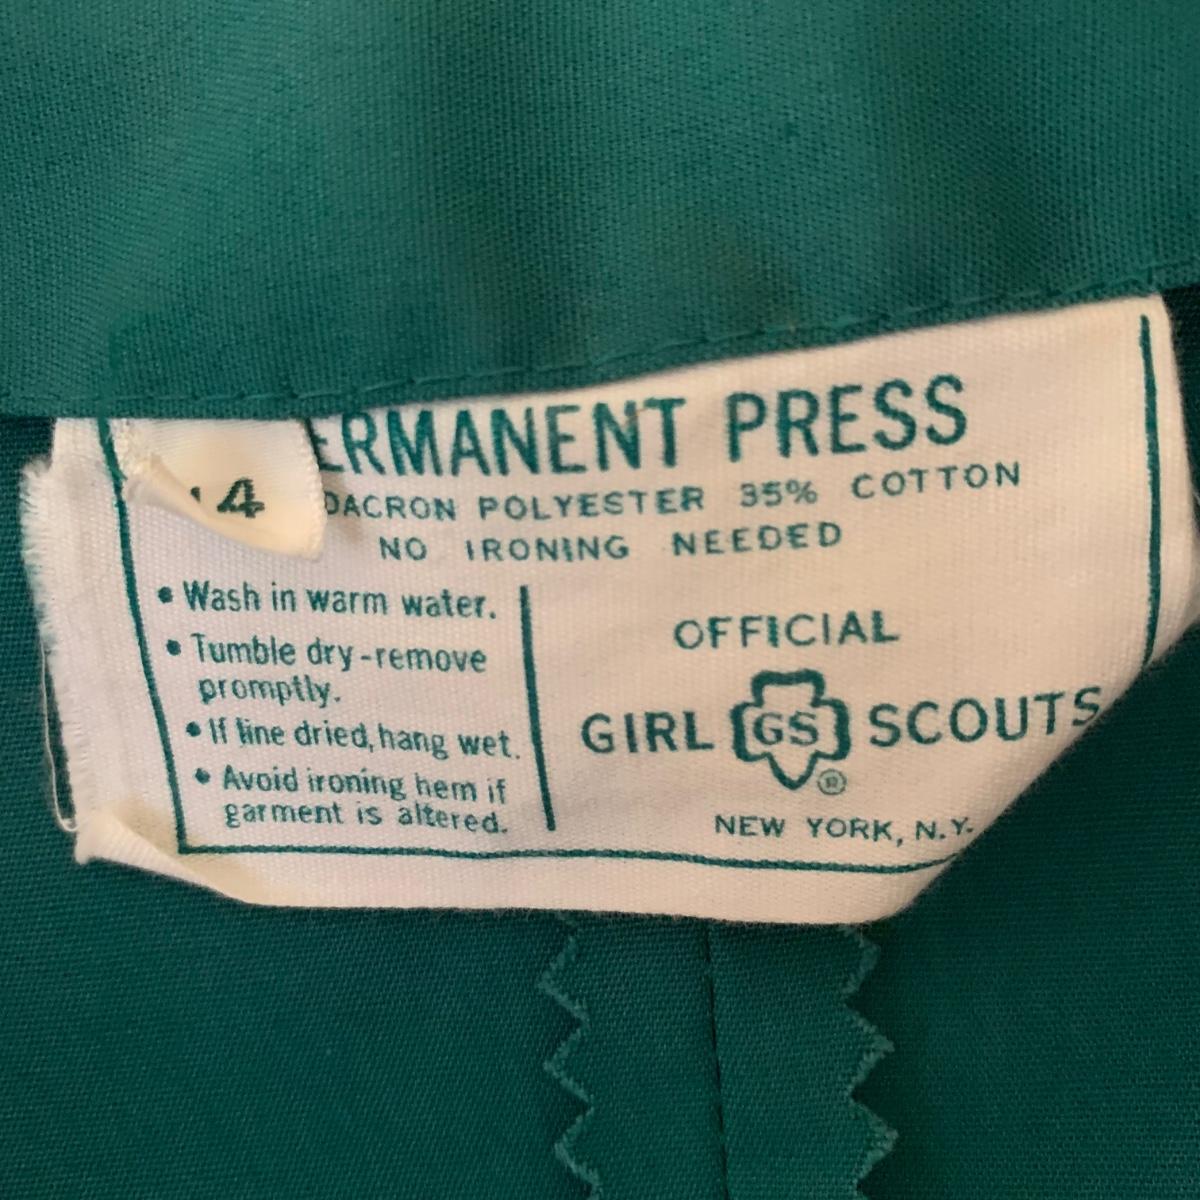 ERMANENT PRESS
14
DACRON POLYESTER 35% COTTON
NO IRONING NEEDED
• Wash in warm water.
• Tumble dry-remove
promptly.
• If line dried, hang wet.
• Avoid ironing hem if
garment is altered.
OFFICIAL
GIRL GS SCOUTS
®
NEW YORK, N.Y.